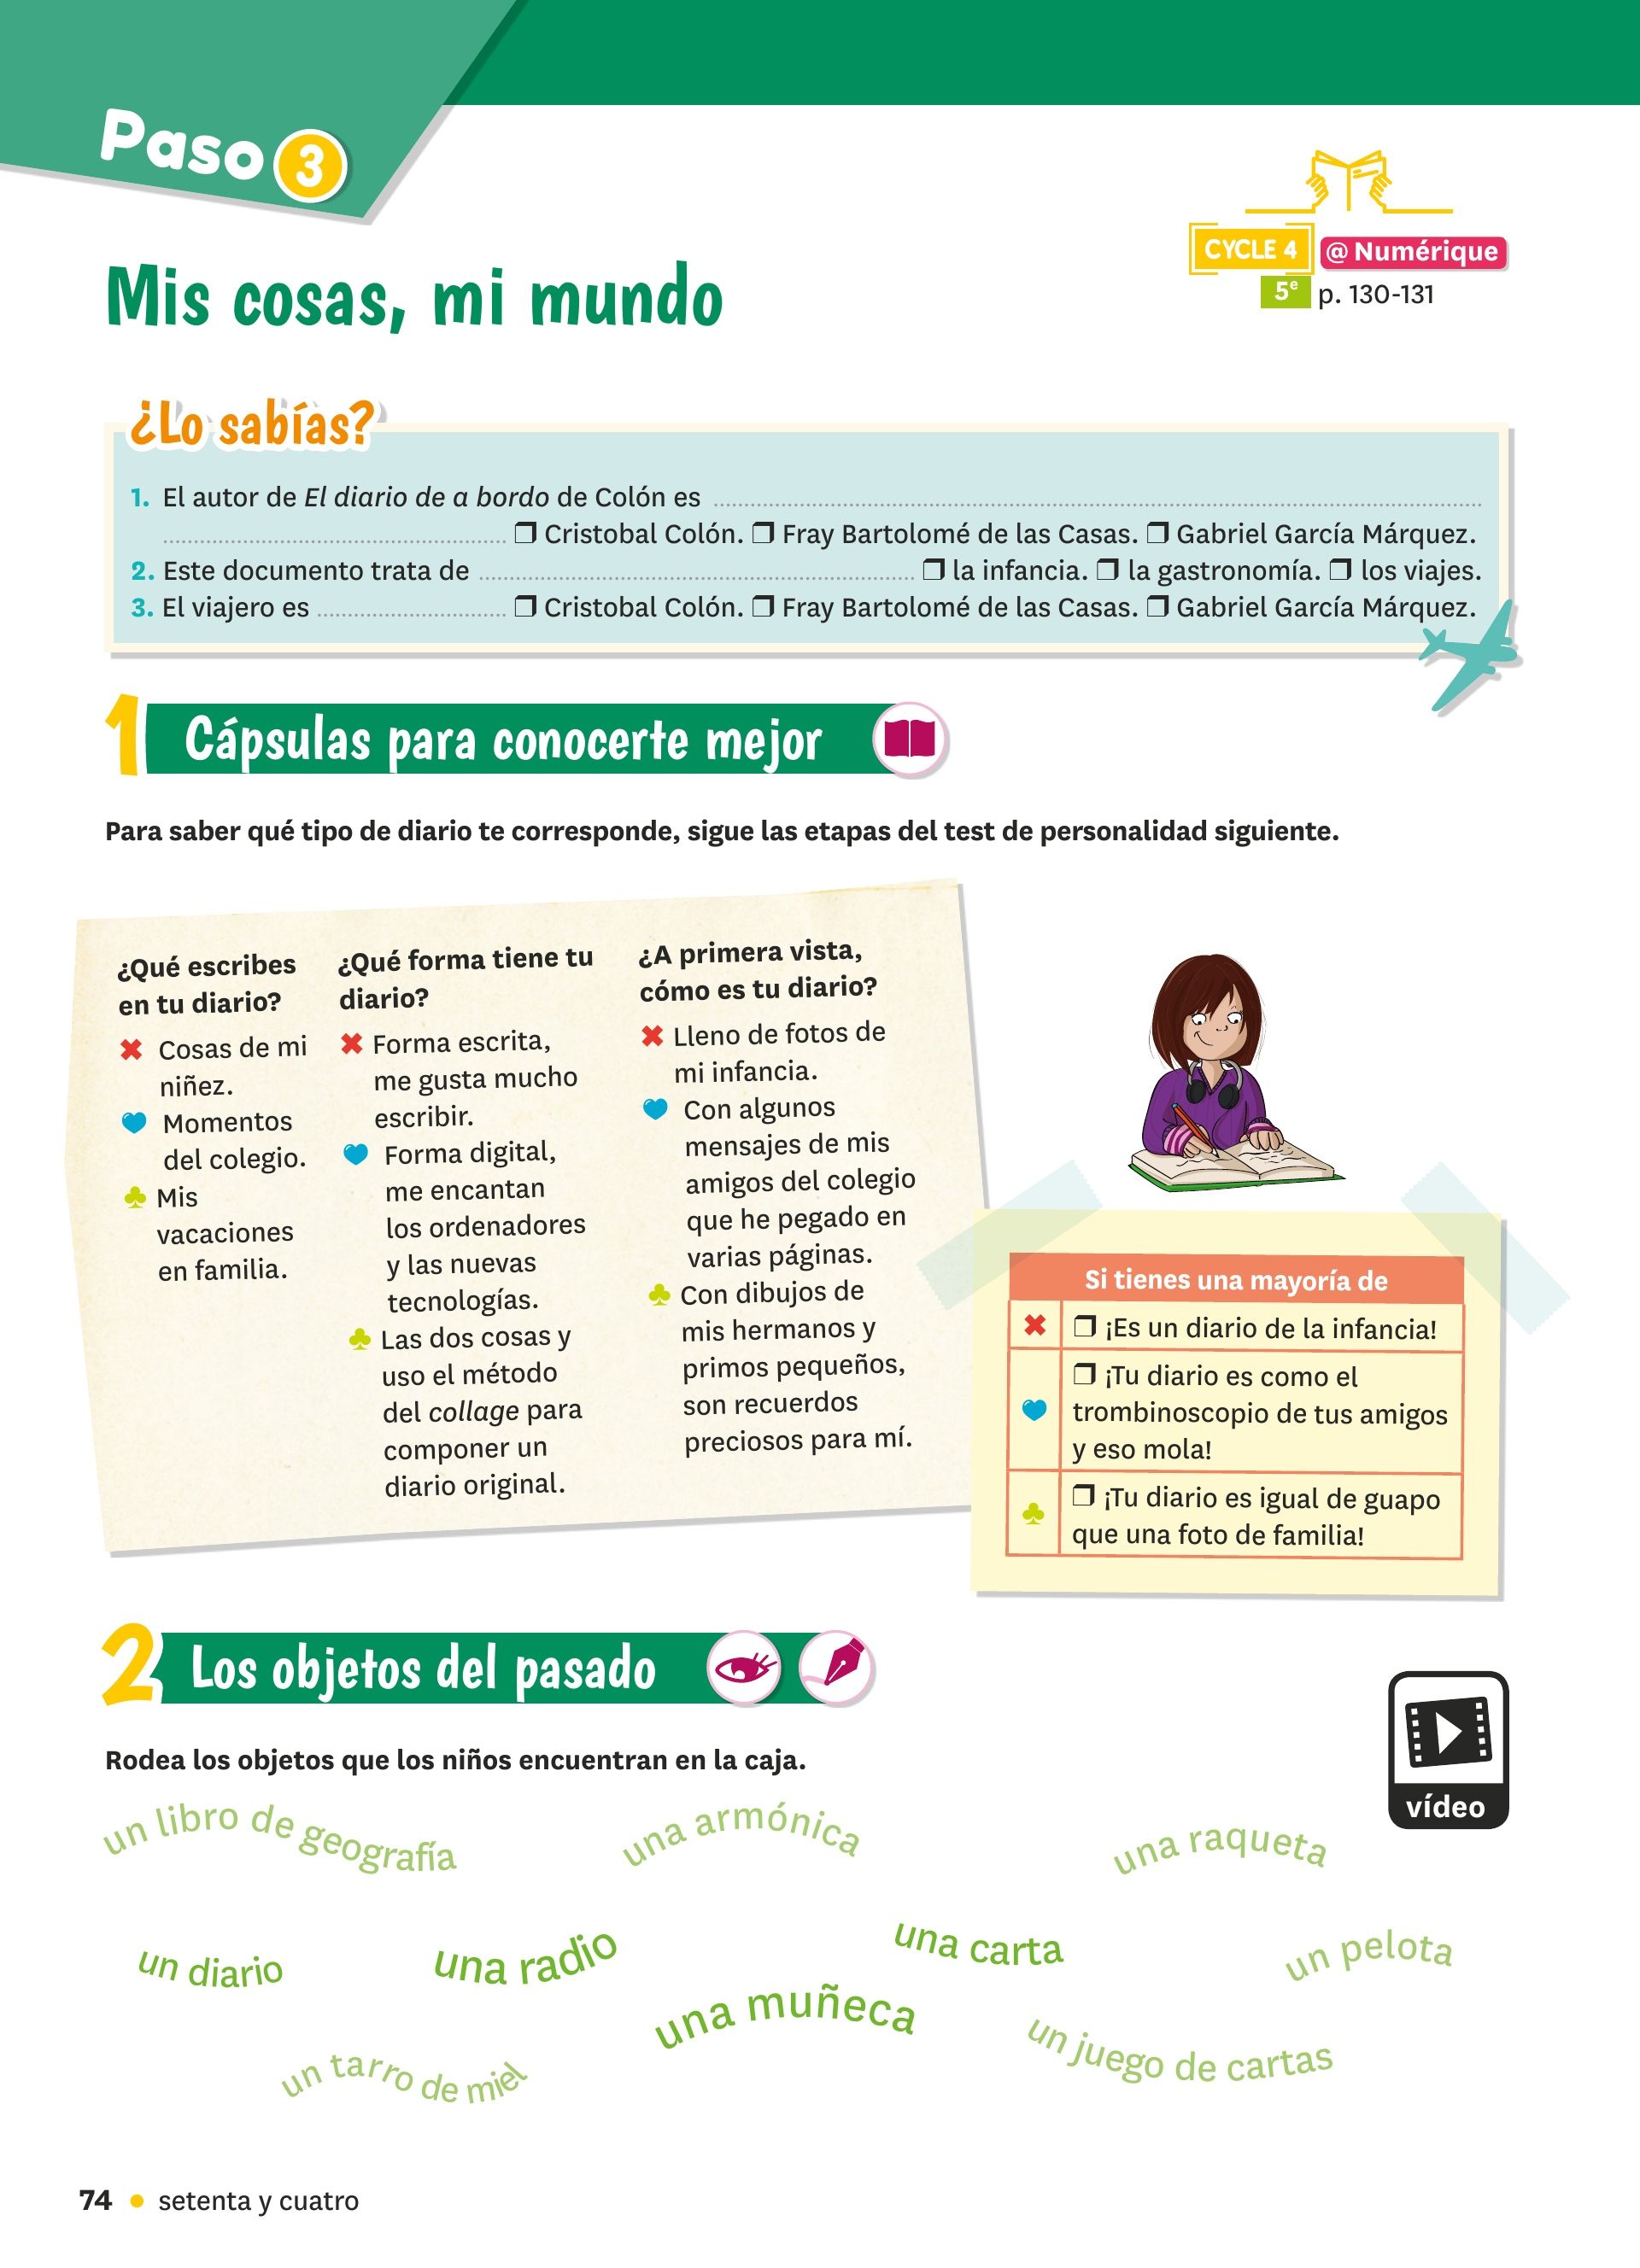 Paso 3
CYCLE 4
@ Numérique
5e p. 130-131
Mis cosas, mi mundo
¿Lo sabías?
1. El autor de El diario de a bordo de Colón es ........................................
........................................ ❒ Cristobal Colón. ❒ Fray Bartolomé de las Casas. ❒ Gabriel García Márquez.
2. Este documento trata de ........................................ ❒ la infancia. ❒ la gastronomía. ❒ los viajes.
3. El viajero es ........................................ ❒ Cristobal Colón. ❒ Fray Bartolomé de las Casas. ❒ Gabriel García Márquez.
1 Cápsulas para conocerte mejor
Para saber qué tipo de diario te corresponde, sigue las etapas del test de personalidad siguiente.
¿Qué escribes
en tu diario?
✖ Cosas de mi
niñez.
♥ Momentos
del colegio.
♣ Mis
vacaciones
en familia.
¿Qué forma tiene tu
diario?
✖ Forma escrita,
me gusta mucho
escribir.
♥ Forma digital,
me encantan
los ordenadores
y las nuevas
tecnologías.
♣ Las dos cosas y
uso el método
del collage para
componer un
diario original.
¿A primera vista,
cómo es tu diario?
✖ Lleno de fotos de
mi infancia.
♥ Con algunos
mensajes de mis
amigos del colegio
que he pegado en
varias páginas.
♣ Con dibujos de
mis hermanos y
primos pequeños,
son recuerdos
preciosos para mí.
Si tienes una mayoría de
✖ ❒ ¡Es un diario de la infancia!
♥ ❒ ¡Tu diario es como el
trombinoscopio de tus amigos
y eso mola!
♣ ❒ ¡Tu diario es igual de guapo
que una foto de familia!
2 Los objetos del pasado
vídeo
Rodea los objetos que los niños encuentran en la caja.
un libro de geografía
una armónica
una raqueta
un diario
una radio
una carta
un pelota
una muñeca
un tarro de miel
un juego de cartas
74 • setenta y cuatro